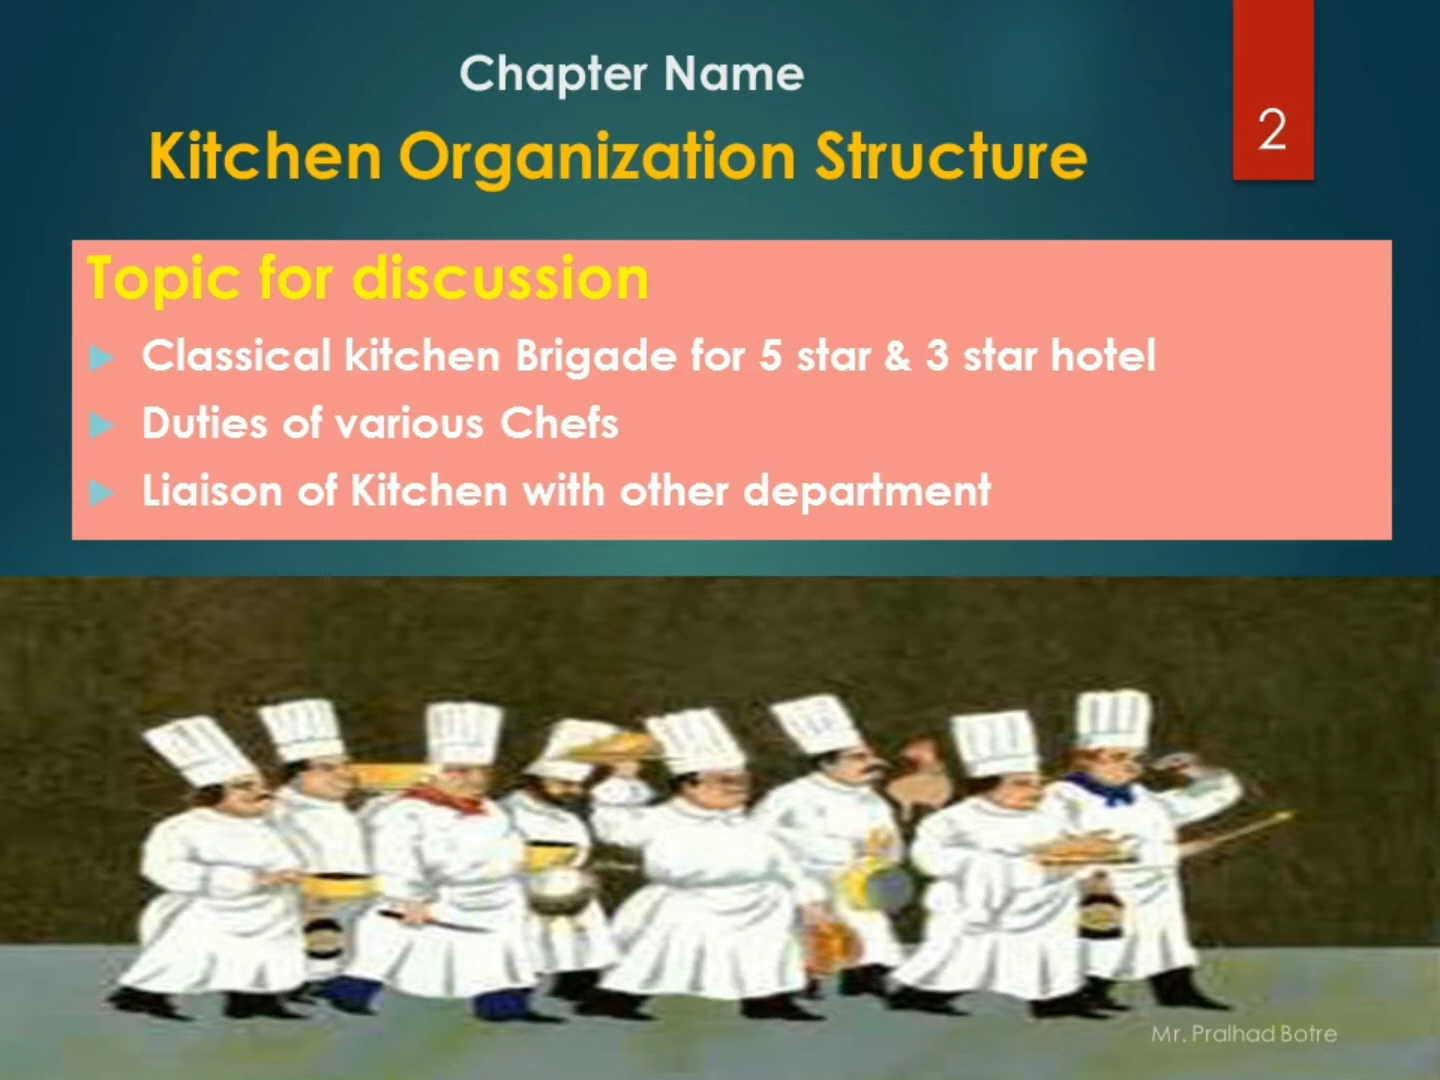 Chapter Name
Kitchen Organization Structure
2
Topic for discussion
Classical kitchen Brigade for 5 star & 3 star hotel
Duties of various Chefs
Liaison of Kitchen with other department
Mr. Pralhad Botre